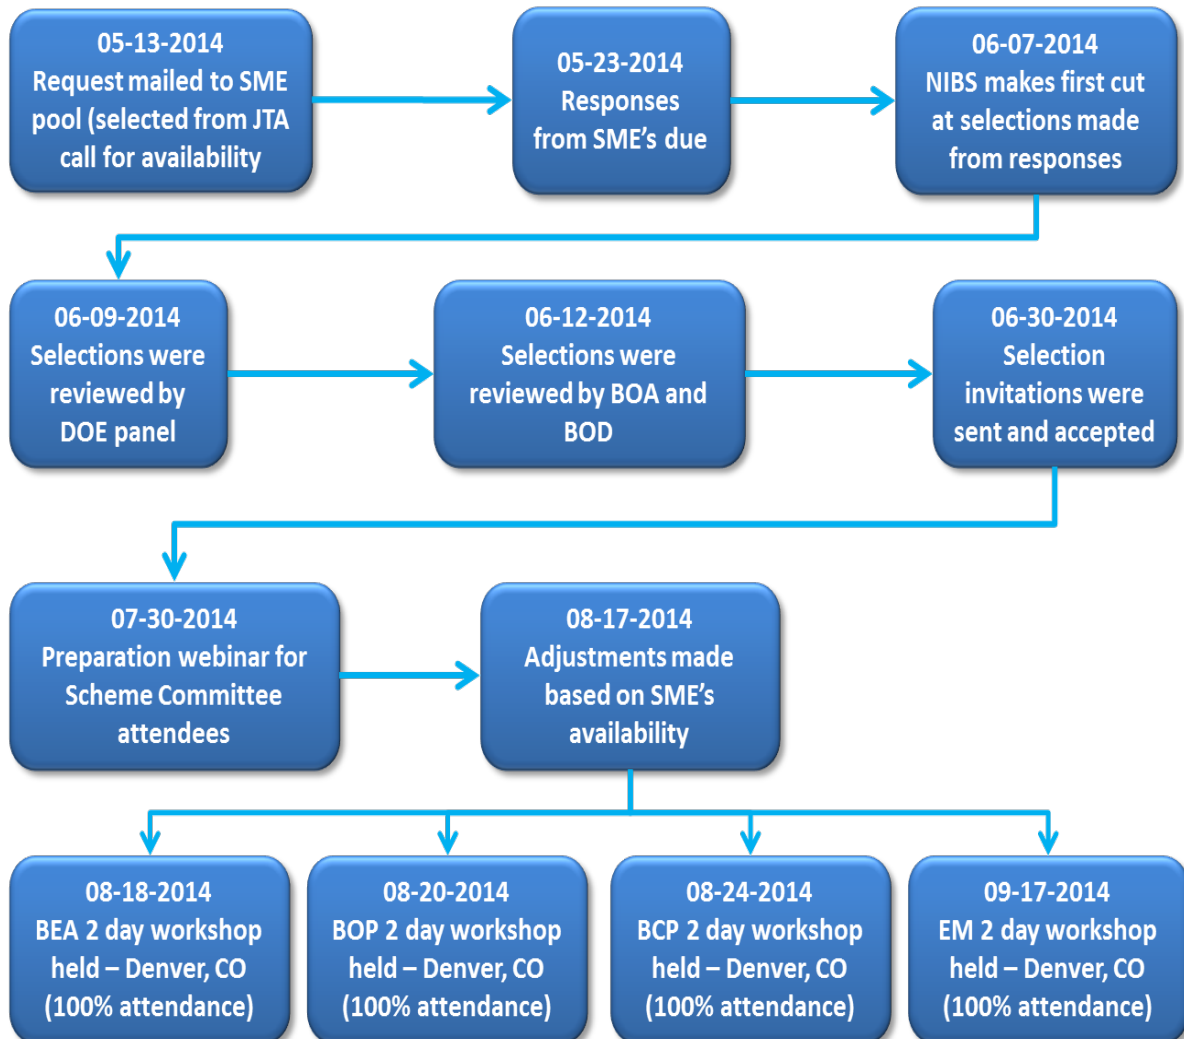 05-13-2014
Request mailed to SME
pool (selected from JTA
call for availability
05-23-2014
Responses
from SME's due
06-07-2014
NIBS makes first cut
at selections made
from responses
06-09-2014
Selections were
reviewed by
DOE panel
06-12-2014
Selections were
reviewed by BOA and
BOD
06-30-2014
Selection
invitations were
sent and accepted
07-30-2014
Preparation webinar for
Scheme Committee
attendees
08-17-2014
Adjustments made
based on SME's
availability
08-18-2014
BEA 2 day workshop
held – Denver, CO
(100% attendance)
08-20-2014
BOP 2 day workshop
held – Denver, CO
(100% attendance)
08-24-2014
BCP 2 day workshop
held – Denver, CO
(100% attendance)
09-17-2014
EM 2 day workshop
held – Denver, CO
(100% attendance)